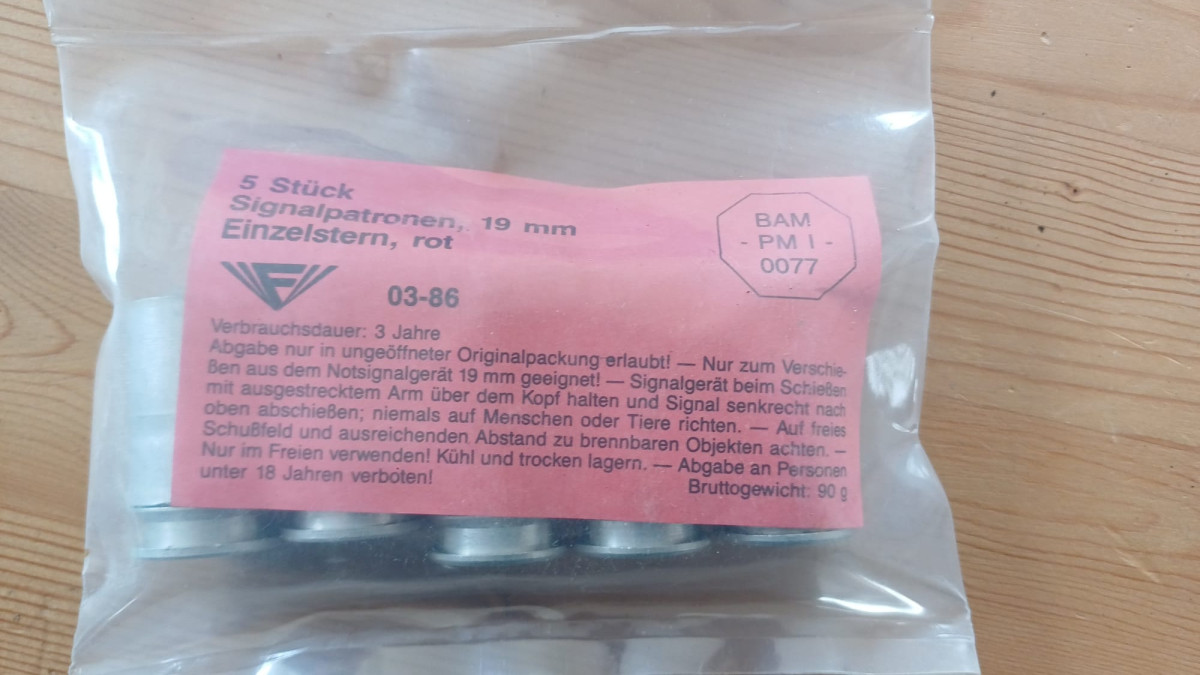 5 Stück
Signalpatronen, 19 mm
Einzelstern, rot
BAM
- PM I -
0077
F
03-86
Verbrauchsdauer: 3 Jahre
Abgabe nur in ungeöffneter Originalpackung erlaubt! — Nur zum Verschie-
ßen aus dem Notsignalgerät 19 mm geeignet! — Signalgerät beim Schießen
mit ausgestrecktem Arm über dem Kopf halten und Signal senkrecht nach
oben abschießen; niemals auf Menschen oder Tiere richten. — Auf freies
Schußfeld und ausreichenden Abstand zu brennbaren Objekten achten. –
Nur im Freien verwenden! Kühl und trocken lagern. — Abgabe an Personen
unter 18 Jahren verboten!
Bruttogewicht: 90 g